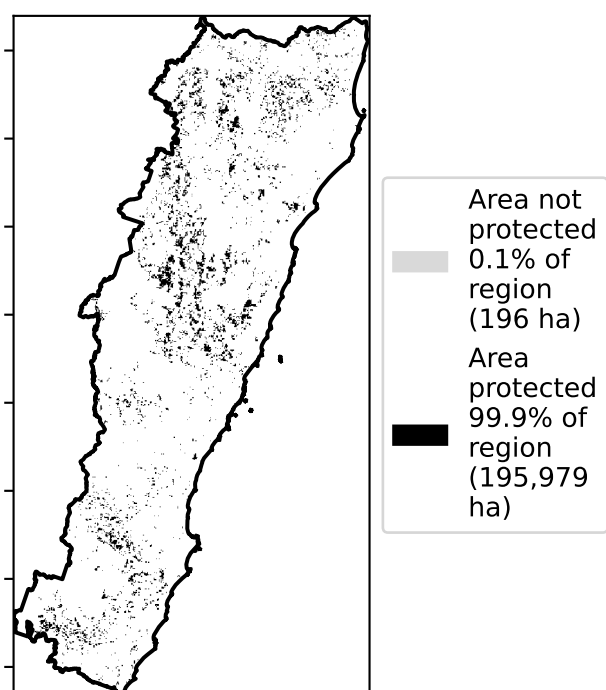 Area not
protected
0.1% of
region
(196 ha)
Area
protected
99.9% of
region
(195,979
ha)